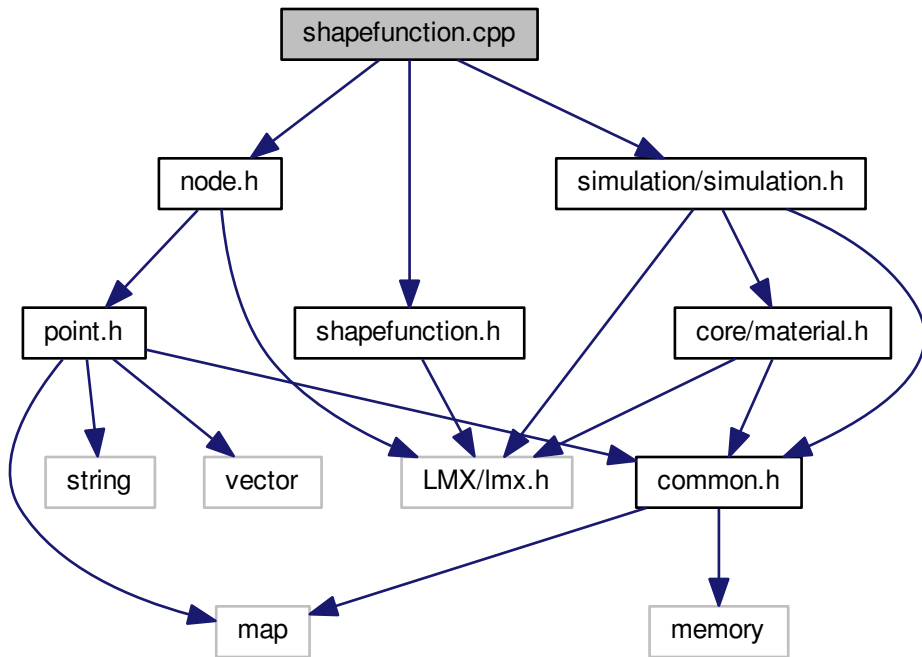 shapefunction.cpp
node.h
simulation/simulation.h
point.h
shapefunction.h
core/material.h
string
vector
LMX/lmx.h
common.h
map
memory